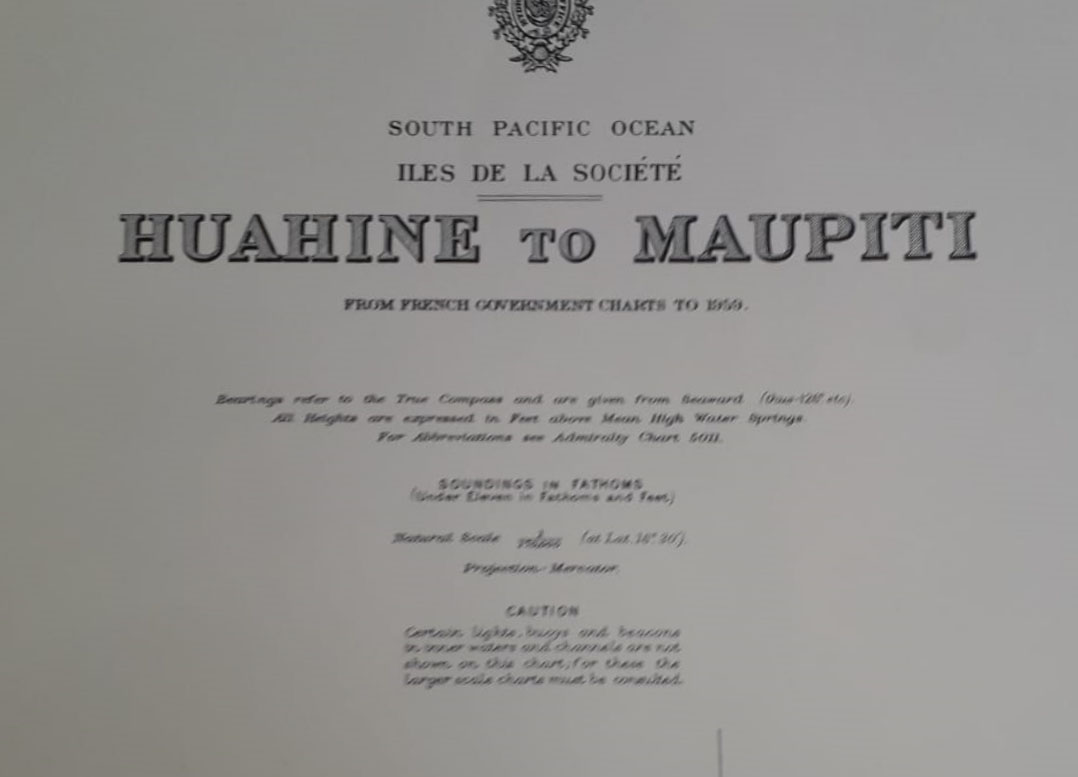 SOUTH PACIFIC OCEAN
ILES DE LA SOCIÉTÉ
HUAHINE TO MAUPITI
FROM FRENCH GOVERNMENT CHARTS TO
Bearings refer to the True Compass and are given from Seaward (thus etc)
All Heights are expressed in Feet above Mean High Water Springs.
For Abbreviations see Admiralty Chart 5011.
SOUNDINGS IN FATHOMS
(Under Eleven in Fathoms and Feet)
Natural Scale (at Lat.
Projection-Mercator.
CAUTION
Certain lights, buoys and beacons
in inner waters and channels are not
shown on this chart; for these the
larger scale charts must be consulted.